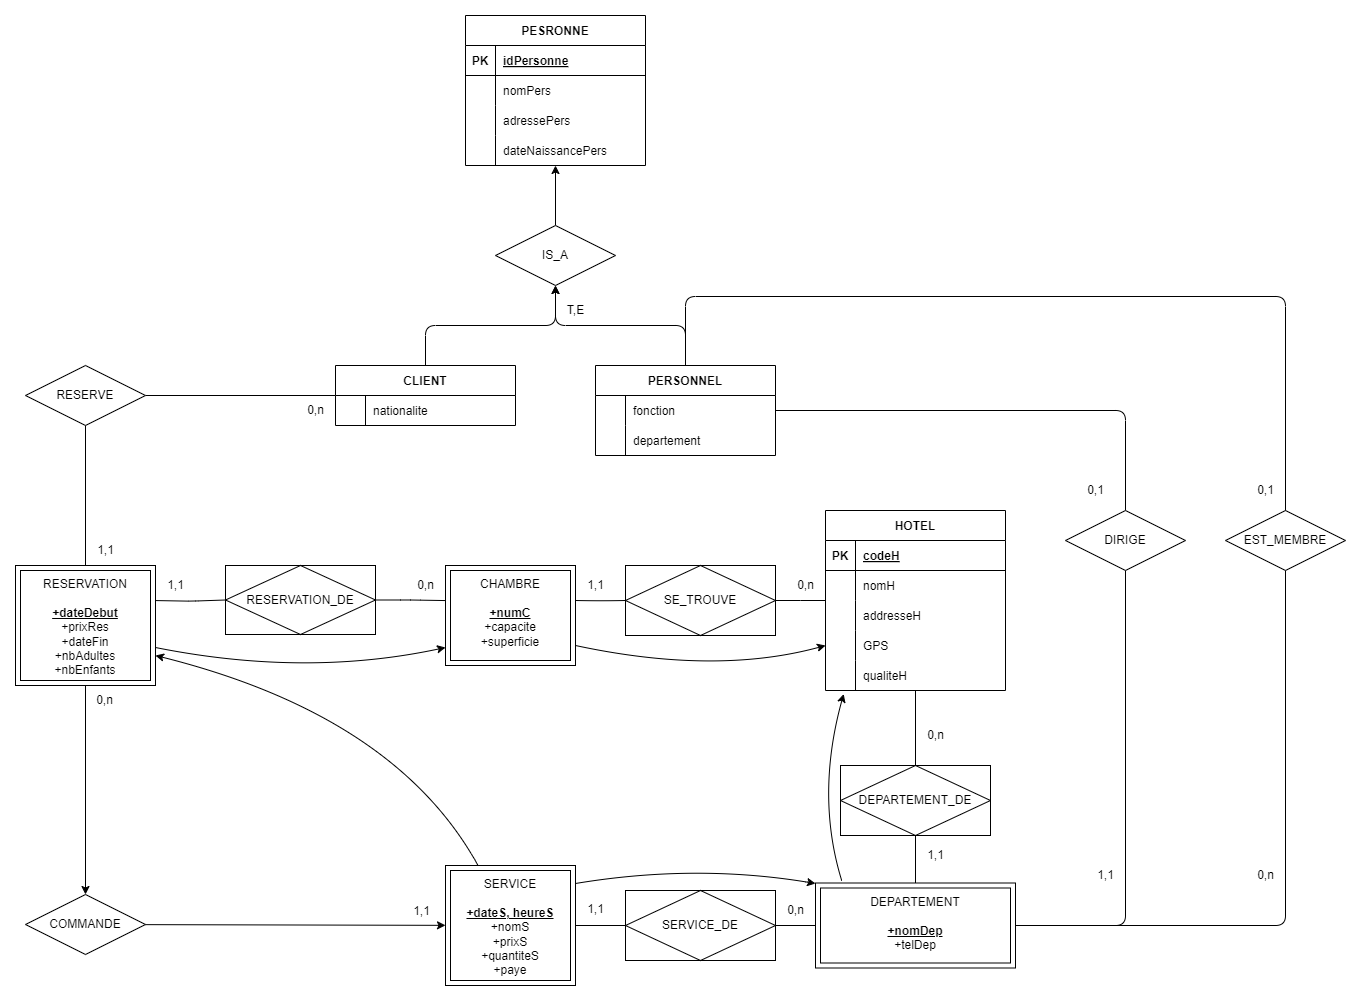 PESRONNE
PK idPersonne
nomPers
adressePers
dateNaissancePers
IS_A
T,E
CLIENT
nationalite
PERSONNEL
fonction
departement
RESERVE
0,n
1,1
0,1
0,1
DIRIGE
EST_MEMBRE
HOTEL
PK codeH
nomH
addresseH
GPS
qualiteH
RESERVATION
+dateDebut
+prixRes
+dateFin
+nbAdultes
+nbEnfants
1,1
RESERVATION_DE
0,n
CHAMBRE
+numC
+capacite
+superficie
1,1
SE_TROUVE
0,n
0,n
0,n
DEPARTEMENT_DE
1,1
1,1
0,n
COMMANDE
1,1
SERVICE
+dateS, heureS
+nomS
+prixS
+quantiteS
+paye
1,1
SERVICE_DE
0,n
DEPARTEMENT
+nomDep
+telDep